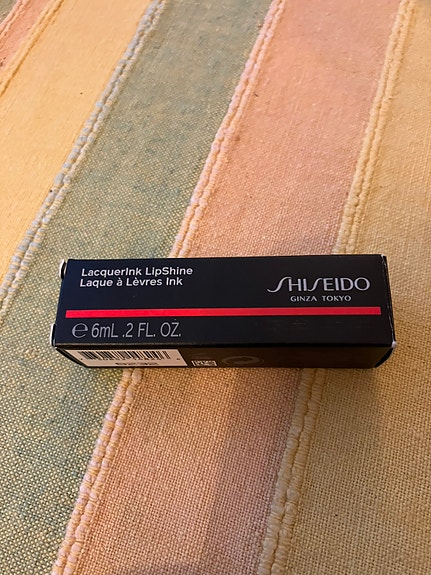 LacquerInk LipShine
Laque à Lèvres Ink
SHISEIDO
GINZA TOKYO
℮ 6mL .2 FL. OZ.